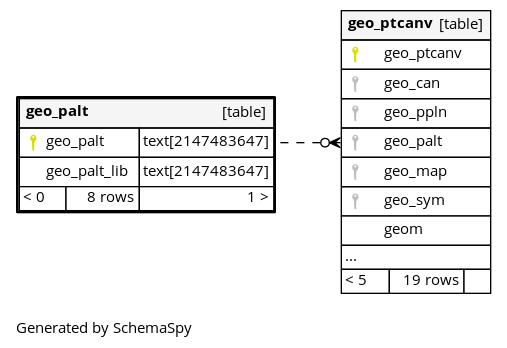 geo_palt [table]
geo_palt text[2147483647]
geo_palt_lib text[2147483647]
< 0 8 rows 1 >
geo_ptcanv [table]
geo_ptcanv
geo_can
geo_ppln
geo_palt
geo_map
geo_sym
geom
...
< 5 19 rows
Generated by SchemaSpy